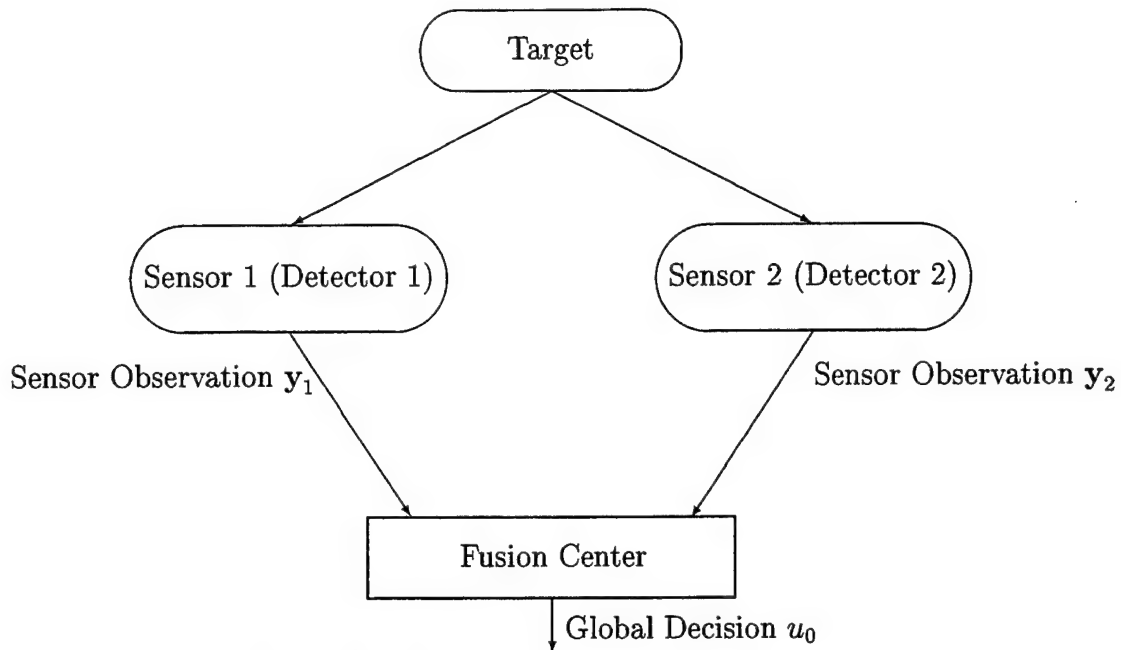 Target
Sensor 1 (Detector 1)
Sensor 2 (Detector 2)
Sensor Observation y₁
Sensor Observation y₂
Fusion Center
Global Decision u₀